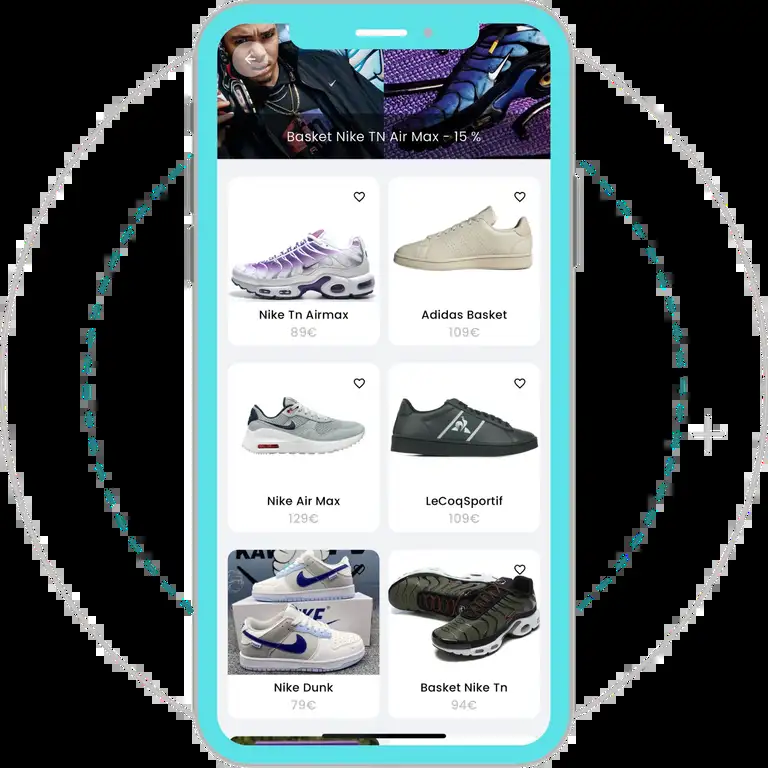 Basket Nike TN Air Max - 15 %
Nike Tn Airmax
89€
Adidas Basket
109€
Nike Air Max
129€
LeCoqSportif
109€
Nike Dunk
79€
Basket Nike Tn
94€